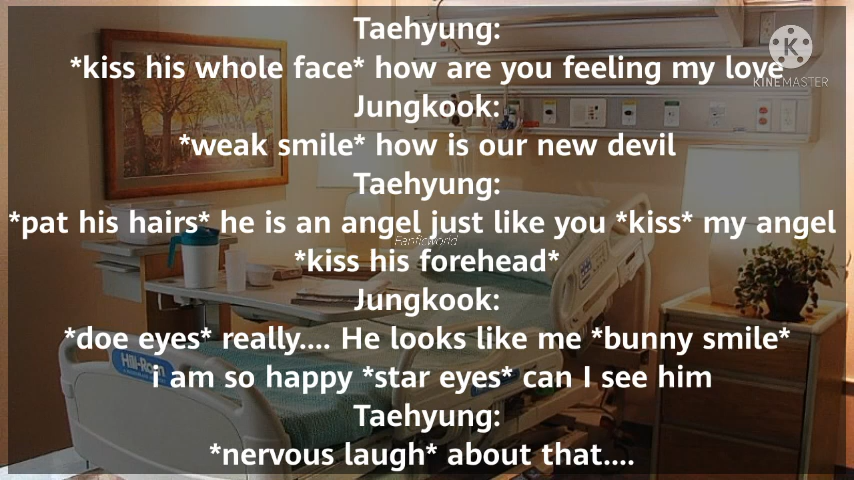 Taehyung:
*kiss his whole face* how are you feeling my love
KINEMASTER
Jungkook:
*weak smile* how is our new devil
Taehyung:
*pat his hairs* he is an angel just like you *kiss* my angel
Fanficworld
*kiss his forehead*
Jungkook:
*doe eyes* really.... He looks like me *bunny smile*
i am so happy *star eyes* can I see him
Hill-Rom
Taehyung:
*nervous laugh* about that....